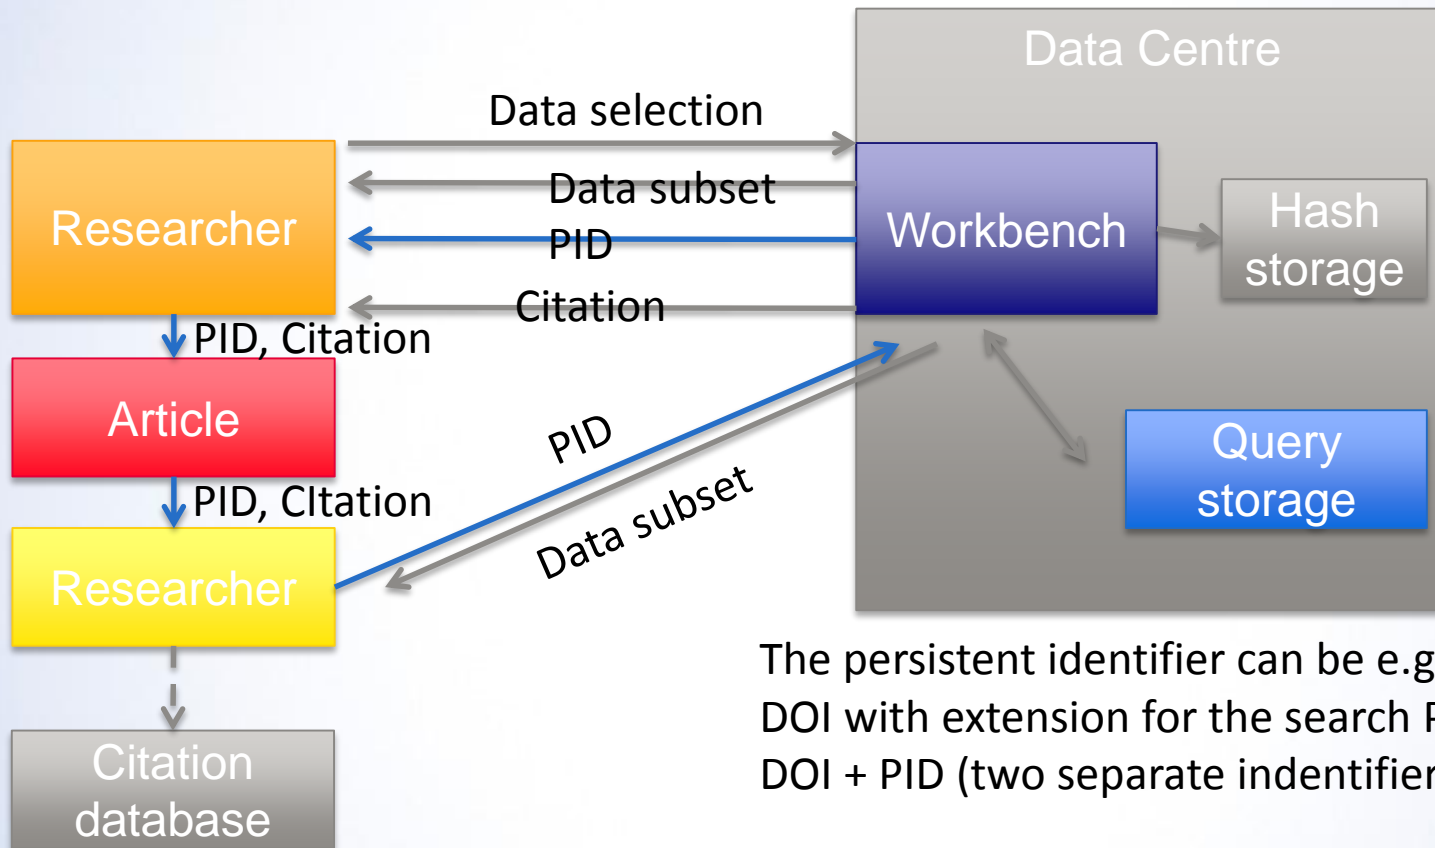 Data Centre
Data selection
Data subset
PID
Citation
Researcher
Workbench
Hash
storage
PID, Citation
Article
PID
Data subset
Query
storage
PID, CItation
Researcher
The persistent identifier can be e.g
DOI with extension for the search P
DOI + PID (two separate indentifier
Citation
database